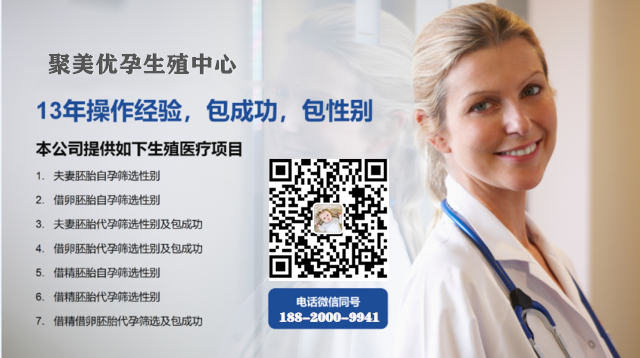 聚美优孕生殖中心
13年操作经验，包成功，包性别
本公司提供如下生殖医疗项目
1. 夫妻胚胎自孕筛选性别
2. 借卵胚胎自孕筛选性别
3. 夫妻胚胎代孕筛选性别及包成功
4. 借卵胚胎代孕筛选性别及包成功
5. 借精胚胎自孕筛选性别
6. 借精胚胎代孕筛选性别
7. 借精借卵胚胎代孕筛选及包成功
电话微信同号
188-2000-9941